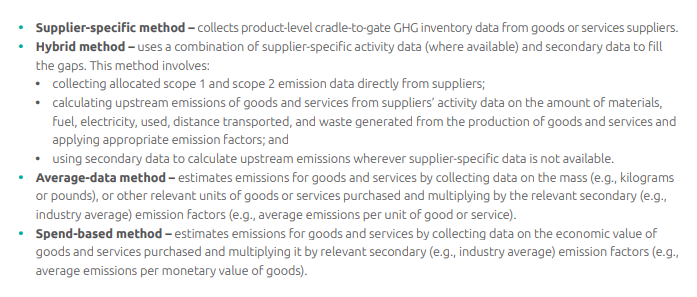 • Supplier-specific method – collects product-level cradle-to-gate GHG inventory data from goods or services suppliers.
• Hybrid method – uses a combination of supplier-specific activity data (where available) and secondary data to fill
the gaps. This method involves:
• collecting allocated scope 1 and scope 2 emission data directly from suppliers;
• calculating upstream emissions of goods and services from suppliers’ activity data on the amount of materials,
fuel, electricity, used, distance transported, and waste generated from the production of goods and services and
applying appropriate emission factors; and
• using secondary data to calculate upstream emissions wherever supplier-specific data is not available.
• Average-data method – estimates emissions for goods and services by collecting data on the mass (e.g., kilograms
or pounds), or other relevant units of goods or services purchased and multiplying by the relevant secondary (e.g.,
industry average) emission factors (e.g., average emissions per unit of good or service).
• Spend-based method – estimates emissions for goods and services by collecting data on the economic value of
goods and services purchased and multiplying it by relevant secondary (e.g., industry average) emission factors (e.g.,
average emissions per monetary value of goods).